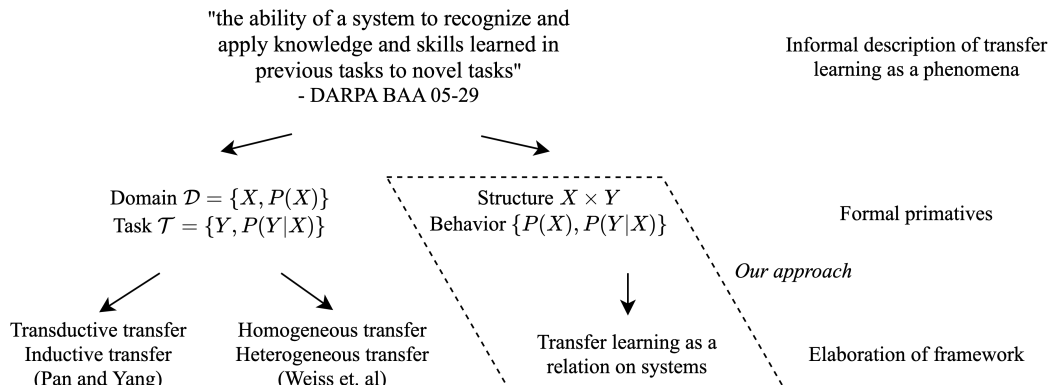 "the ability of a system to recognize and
apply knowledge and skills learned in
previous tasks to novel tasks"
- DARPA BAA 05-29
Informal description of transfer
learning as a phenomena
Domain 𝒟 = {X, P(X)}
Task 𝒯 = {Y, P(Y|X)}
Structure X × Y
Behavior {P(X), P(Y|X)}
Formal primatives
Our approach
Transductive transfer
Inductive transfer
(Pan and Yang)
Homogeneous transfer
Heterogeneous transfer
(Weiss et. al)
Transfer learning as a
relation on systems
Elaboration of framework